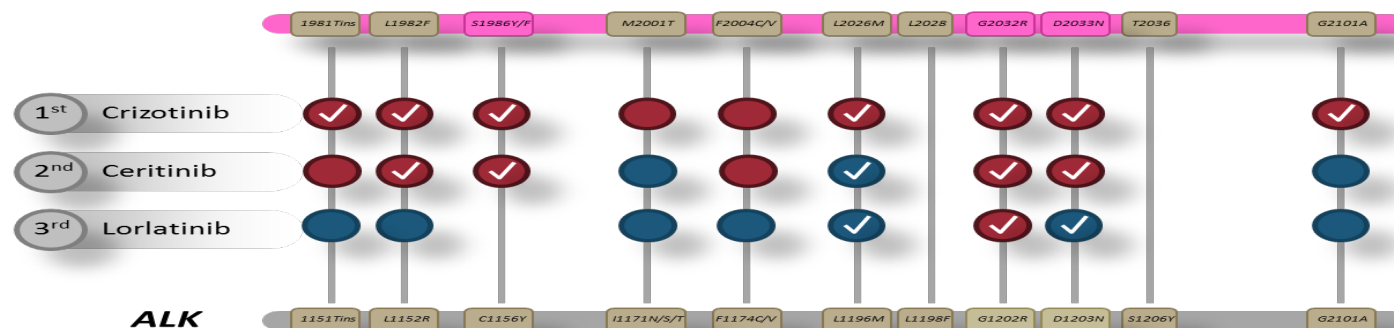 1981Tins L1982F S1986Y/F M2001T F2004C/V L2026M L2028 G2032R D2033N T2036 G2101A
1st Crizotinib
2nd Ceritinib
3rd Lorlatinib
ALK 1151Tins L1152R C1156Y I1171N/S/T F1174C/V L1196M L1198F G1202R D1203N S1206Y G2101A